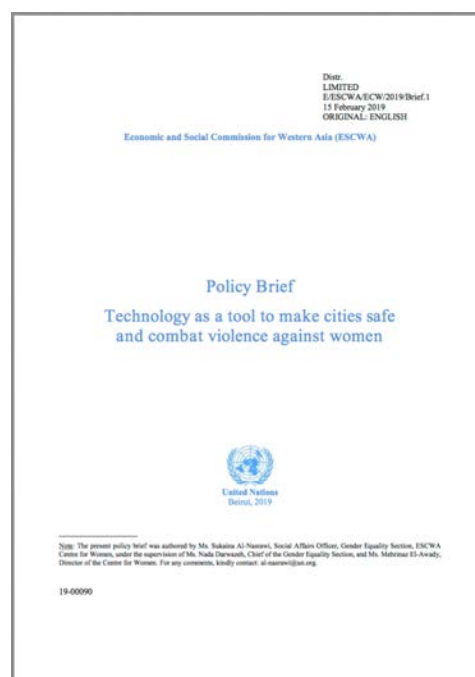 Distr.
LIMITED
E/ESCWA/ECW/2019/Brief.1
15 February 2019
ORIGINAL: ENGLISH
Economic and Social Commission for Western Asia (ESCWA)
Policy Brief
Technology as a tool to make cities safe
and combat violence against women
United Nations
Beirut, 2019
Note: The present policy brief was authored by Ms. Sukaina Al-Nasrawi, Social Affairs Officer, Gender Equality Section, ESCWA
Centre for Women, under the supervision of Ms. Nada Darwazeh, Chief of the Gender Equality Section, and Ms. Mehrinaz El-Awady,
Director of the Centre for Women. For any comments, kindly contact: al-nasrawi@un.org.
19-00090